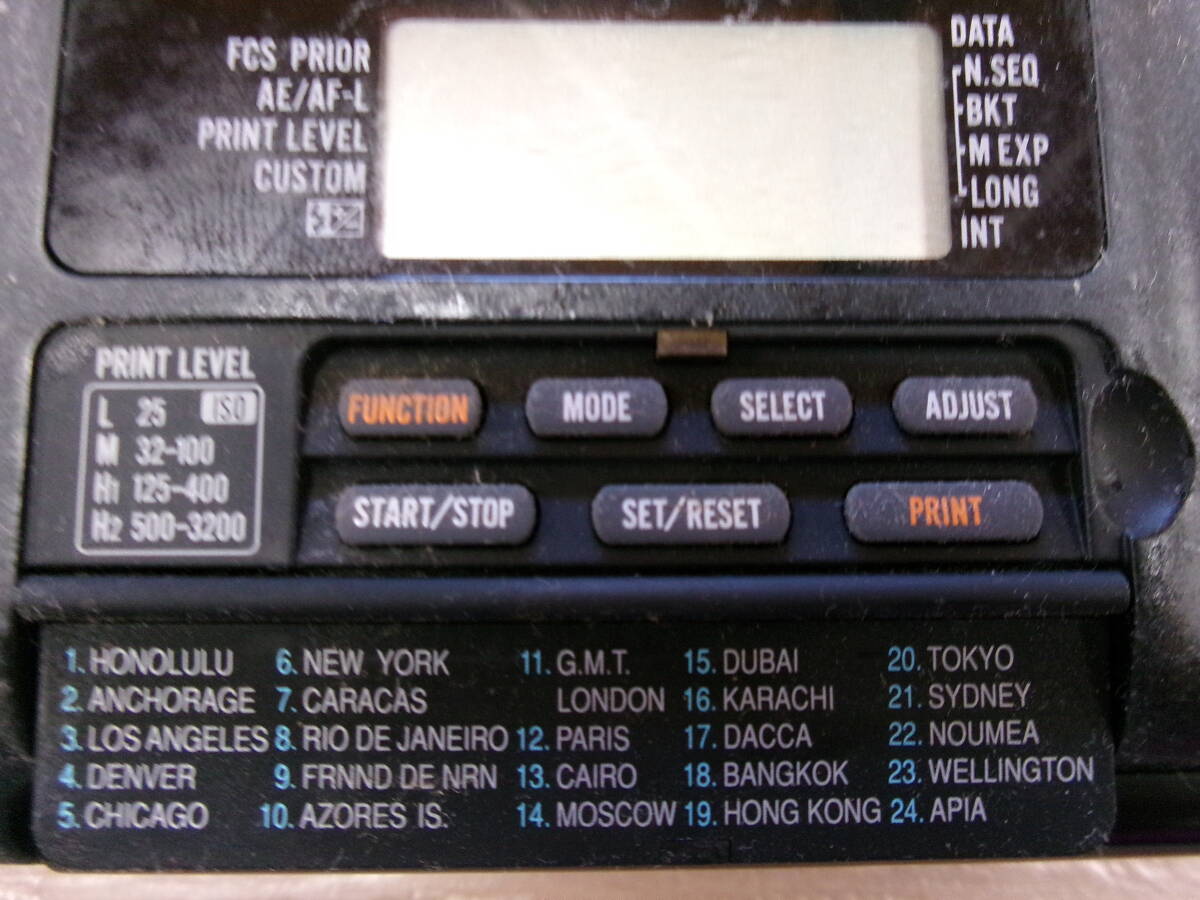 FCS PRIOR
AE/AF-L
PRINT LEVEL
CUSTOM
DATA
N.SEQ
BKT
M EXP
LONG
INT
PRINT LEVEL
L 25 ISO
M 32-100
H1 125-400
H2 500-3200
FUNCTION MODE SELECT ADJUST
START/STOP SET/RESET PRINT
1. HONOLULU
2. ANCHORAGE
3. LOS ANGELES
4. DENVER
5. CHICAGO
6. NEW YORK
7. CARACAS
8. RIO DE JANEIRO
9. FRNND DE NRN
10. AZORES IS.
11. G.M.T.
LONDON
12. PARIS
13. CAIRO
14. MOSCOW
15. DUBAI
16. KARACHI
17. DACCA
18. BANGKOK
19. HONG KONG
20. TOKYO
21. SYDNEY
22. NOUMEA
23. WELLINGTON
24. APIA